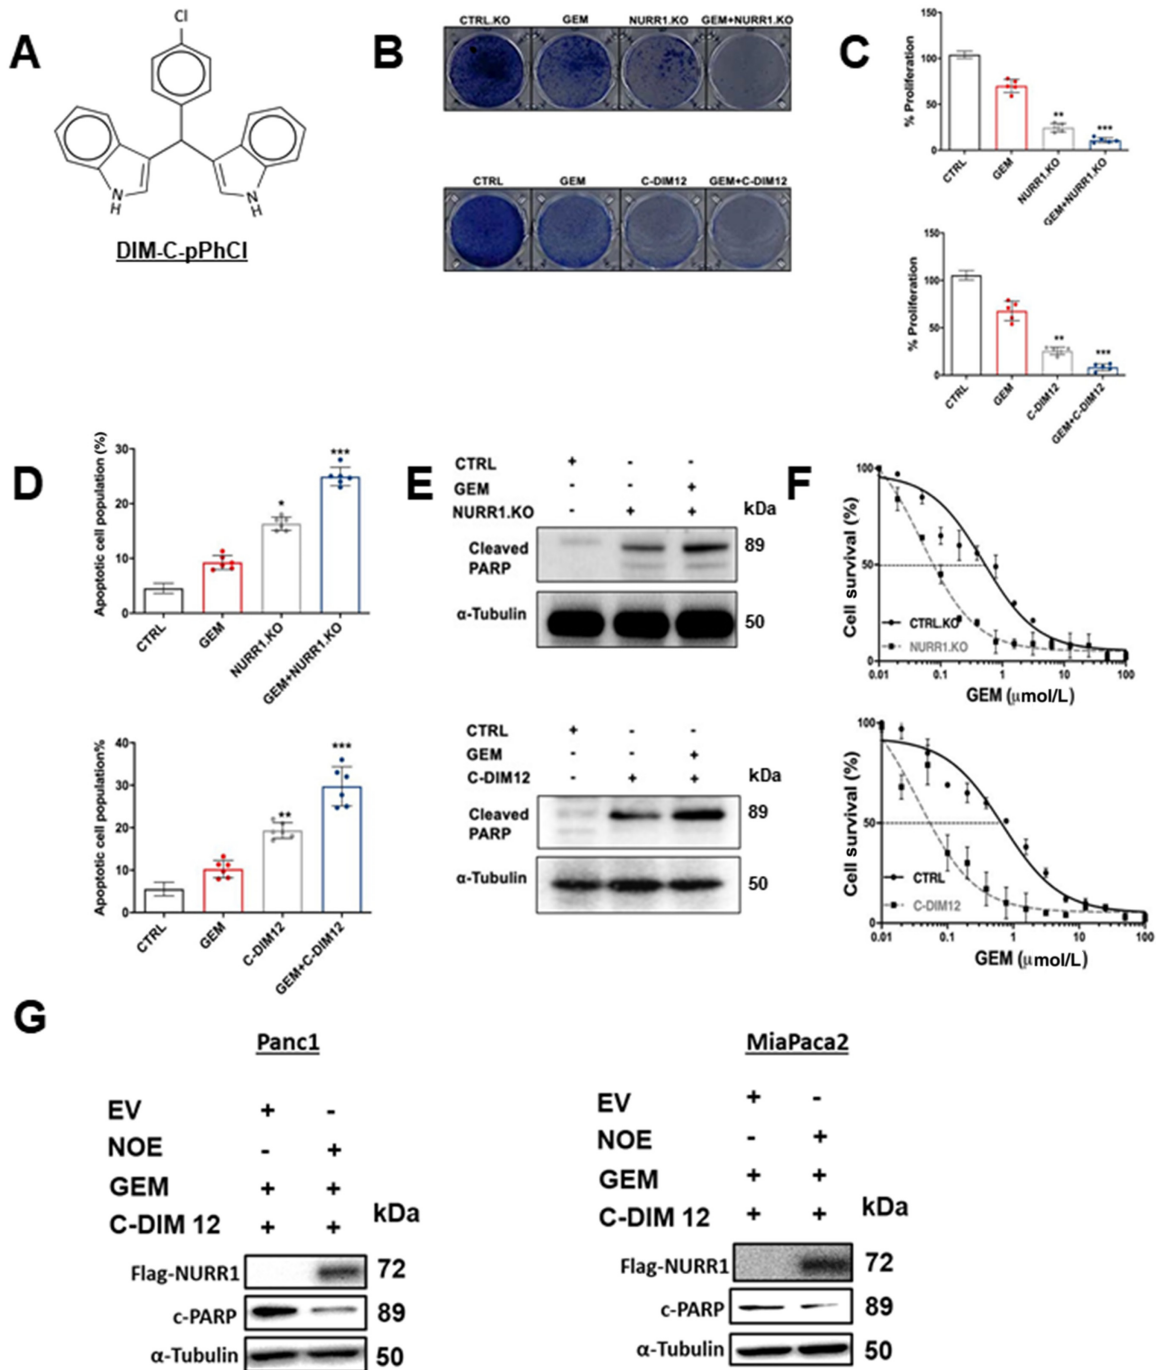 A
Cl
N
H
N
H
DIM-C-pPhCl
B
CTRL.KO GEM NURR1.KO GEM+NURR1.KO
CTRL GEM C-DIM12 GEM+C-DIM12
C
% Proliferation
150
100
50
0
** ***
CTRL GEM NURR1.KO GEM+NURR1.KO
% Proliferation
150
100
50
0
** ***
CTRL GEM C-DIM12 GEM+C-DIM12
D
Apoptotic cell population (%)
30
20
10
0
* ***
CTRL GEM NURR1.KO GEM+NURR1.KO
Apoptotic cell population%
40
30
20
10
0
** ***
CTRL GEM C-DIM12 GEM+C-DIM12
E
CTRL + - -
GEM - - +
NURR1.KO - + + kDa
Cleaved PARP 89
α-Tubulin 50
CTRL + - -
GEM - - +
C-DIM12 - + + kDa
Cleaved PARP 89
α-Tubulin 50
F
Cell survival (%)
100
50
0
CTRL.KO
NURR1.KO
0.01 0.1 1 10 100
GEM (μmol/L)
Cell survival (%)
100
50
0
CTRL
C-DIM12
0.01 0.1 1 10 100
GEM (μmol/L)
G
Panc1
EV + -
NOE - +
GEM + +
C-DIM 12 + + kDa
Flag-NURR1 72
c-PARP 89
α-Tubulin 50
MiaPaca2
EV + -
NOE - +
GEM + +
C-DIM 12 + + kDa
Flag-NURR1 72
c-PARP 89
α-Tubulin 50